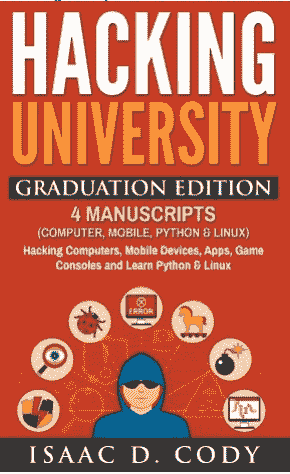 HACKING
UNIVERSITY
GRADUATION EDITION
4 MANUSCRIPTS
(COMPUTER, MOBILE, PYTHON & LINUX)
Hacking Computers, Mobile Devices, Apps, Game
Consoles and Learn Python & Linux
ERROR
ISAAC D. CODY